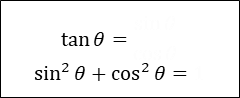 tan θ =
sin² θ + cos² θ =